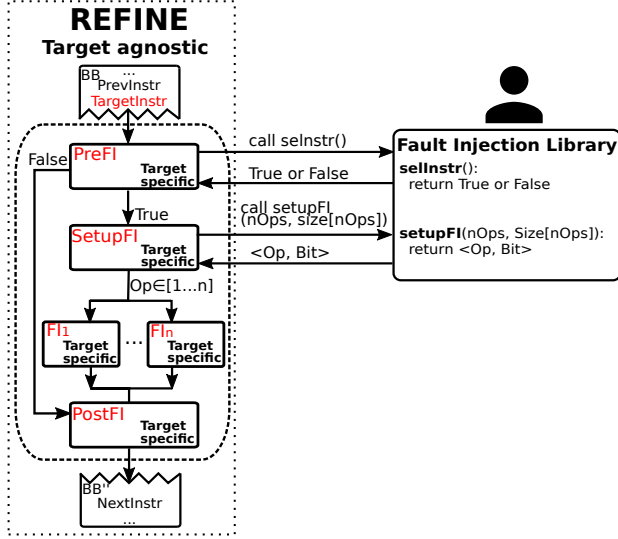 REFINE
Target agnostic
BB ...
PrevInstr
TargetInstr
False
PreFI
Target
specific
call selnstr()
True or False
True
SetupFI
Target
specific
call setupFI
(nOps, size[nOps])
<Op, Bit>
Op∈[1...n]
FI1
Target
specific
...
FIn
Target
specific
PostFI
Target
specific
BB''
NextInstr
...
Fault Injection Library
selInstr():
return True or False
setupFI(nOps, Size[nOps]):
return <Op, Bit>